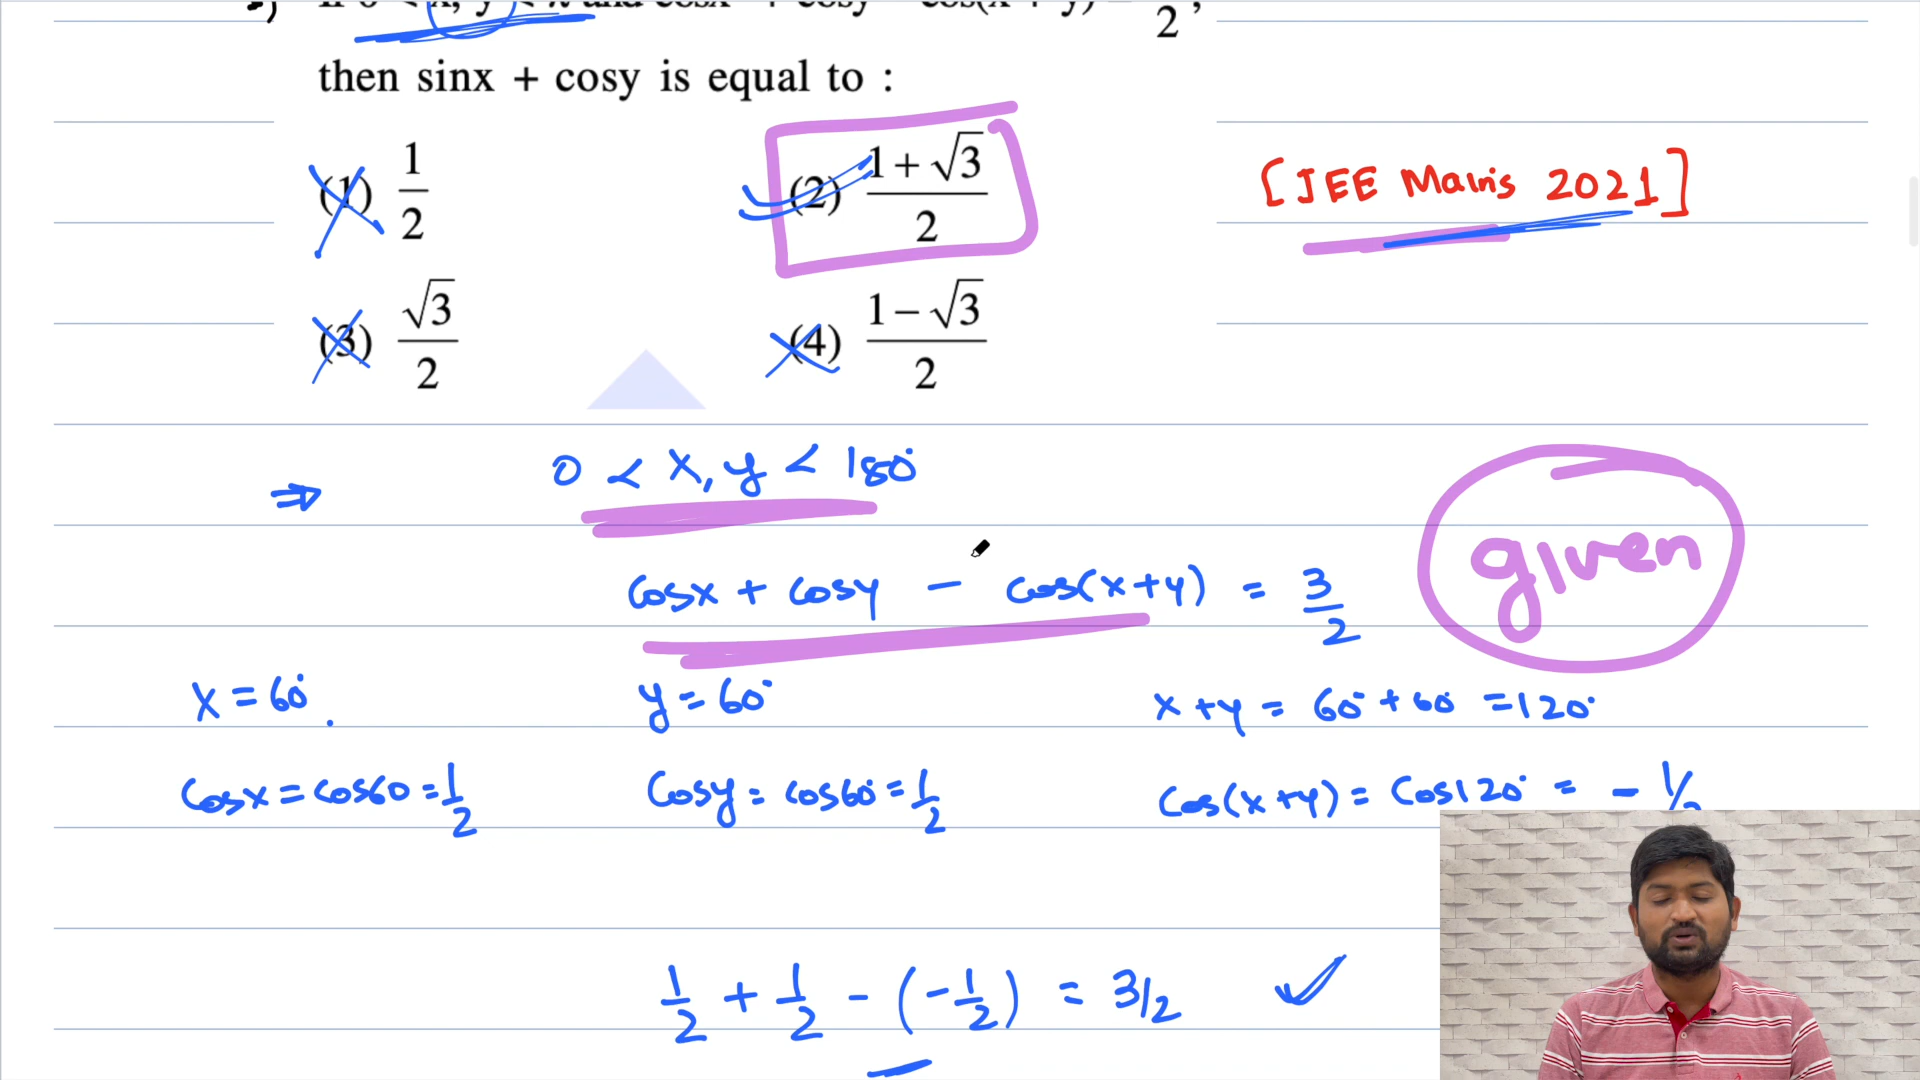 then sinx + cosy is equal to :
(1) 1/2
(2) (1 + √3)/2
[JEE Mains 2021]
(3) √3/2
(4) (1 − √3)/2
⇒ 0 < x, y < 180°
cosx + cosy − cos(x+y) = 3/2
given
x = 60°. y = 60° x + y = 60° + 60° = 120°
cosx = cos60 = 1/2 cosy = cos60° = 1/2 cos(x+y) = cos120° = − 1/2
1/2 + 1/2 − (−1/2) = 3/2 ✓